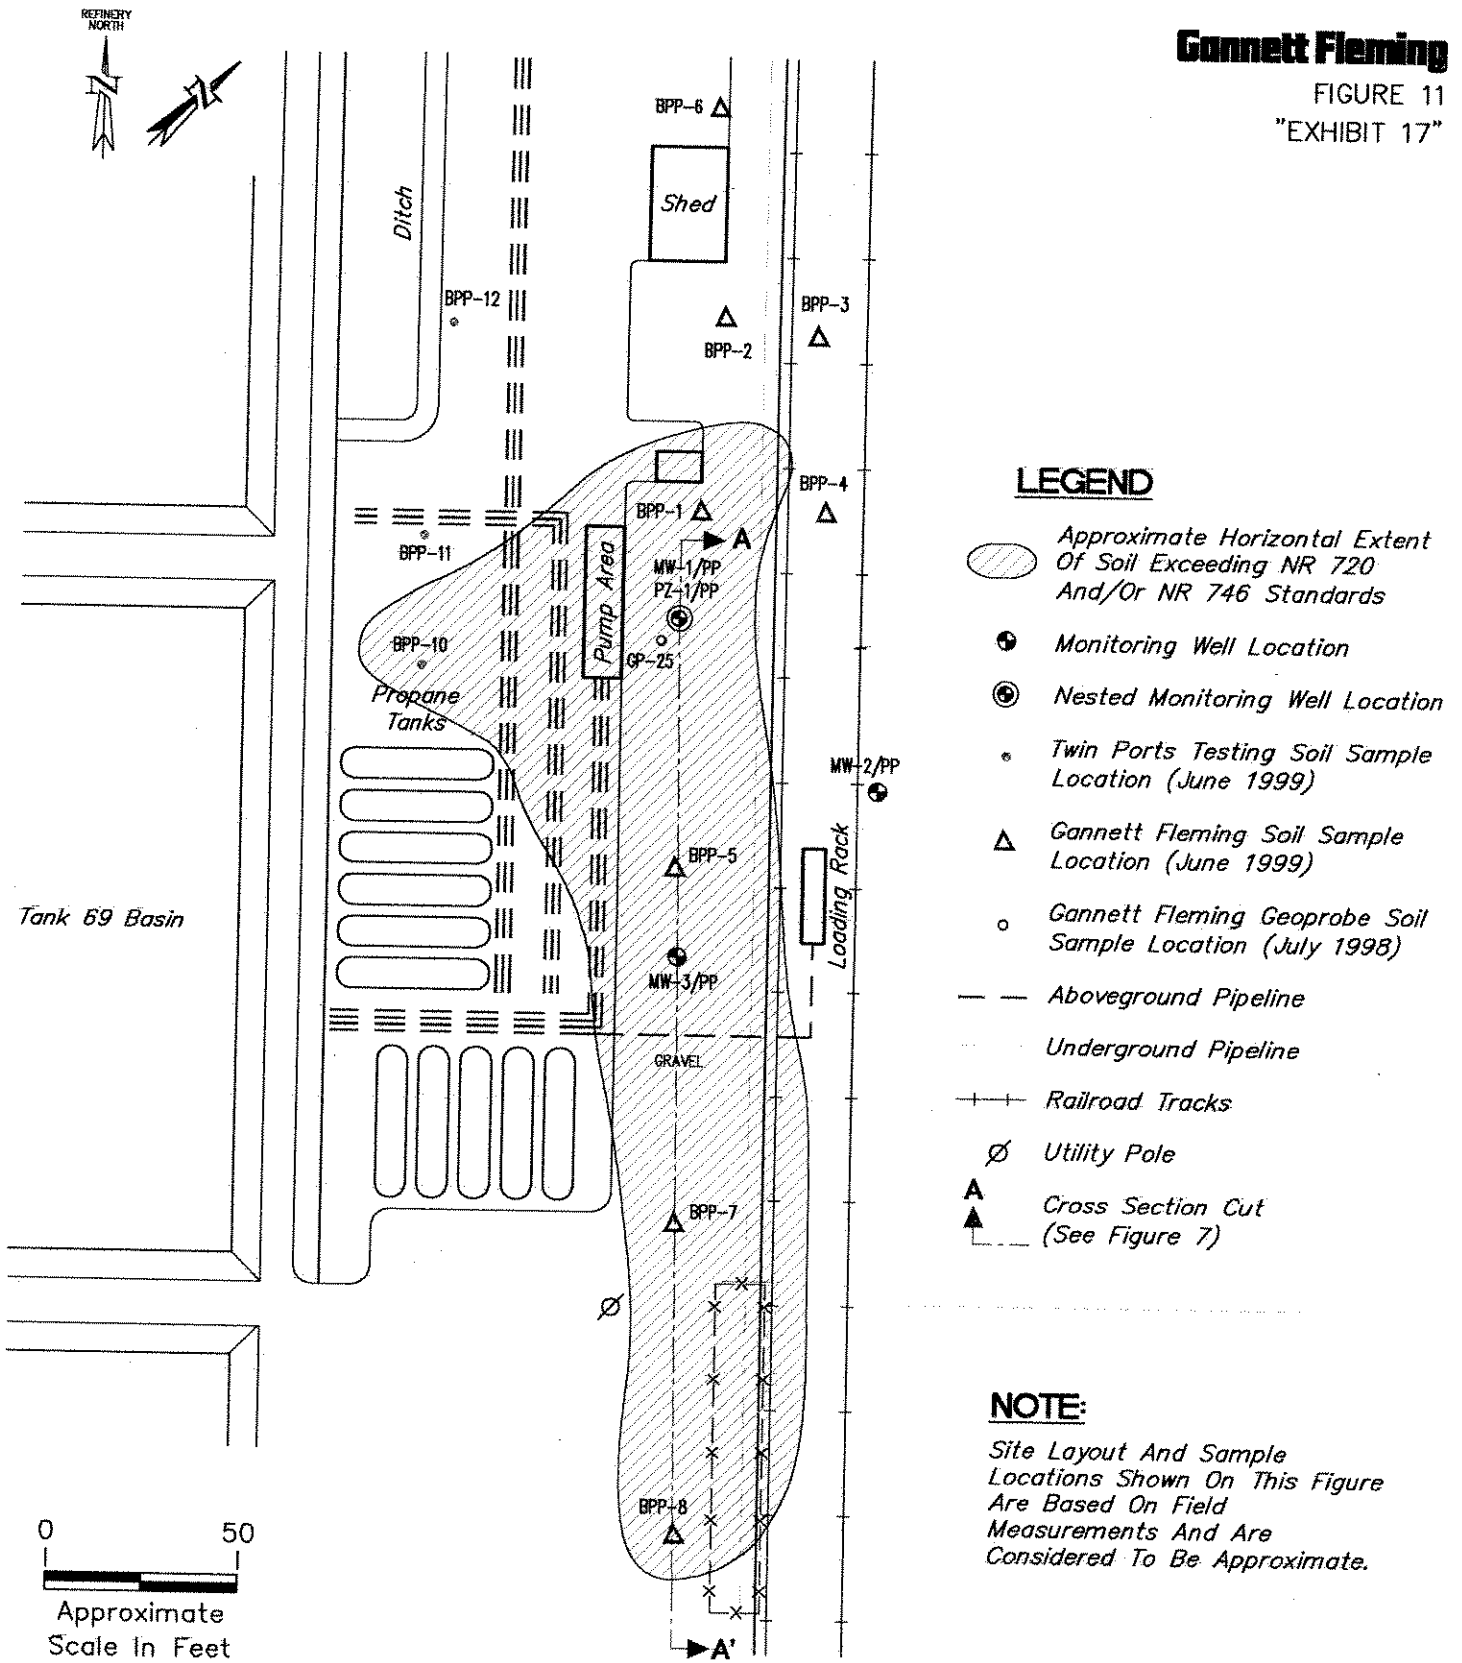 REFINERY
NORTH
N
N
Gannett Fleming
FIGURE 11
"EXHIBIT 17"
BPP-6
Shed
Ditch
BPP-12
BPP-3
BPP-2
BPP-4
BPP-1
A
BPP-11
MW-1/PP
PZ-1/PP
Pump Area
BPP-10
GP-25
Propane
Tanks
MW-2/PP
BPP-5
Loading Rack
Tank 69 Basin
MW-3/PP
GRAVEL
BPP-7
BPP-8
A'
0 50
Approximate
Scale In Feet
LEGEND
Approximate Horizontal Extent
Of Soil Exceeding NR 720
And/Or NR 746 Standards
Monitoring Well Location
Nested Monitoring Well Location
Twin Ports Testing Soil Sample
Location (June 1999)
Gannett Fleming Soil Sample
Location (June 1999)
Gannett Fleming Geoprobe Soil
Sample Location (July 1998)
Aboveground Pipeline
Underground Pipeline
Railroad Tracks
Utility Pole
A
Cross Section Cut
(See Figure 7)
NOTE:
Site Layout And Sample
Locations Shown On This Figure
Are Based On Field
Measurements And Are
Considered To Be Approximate.